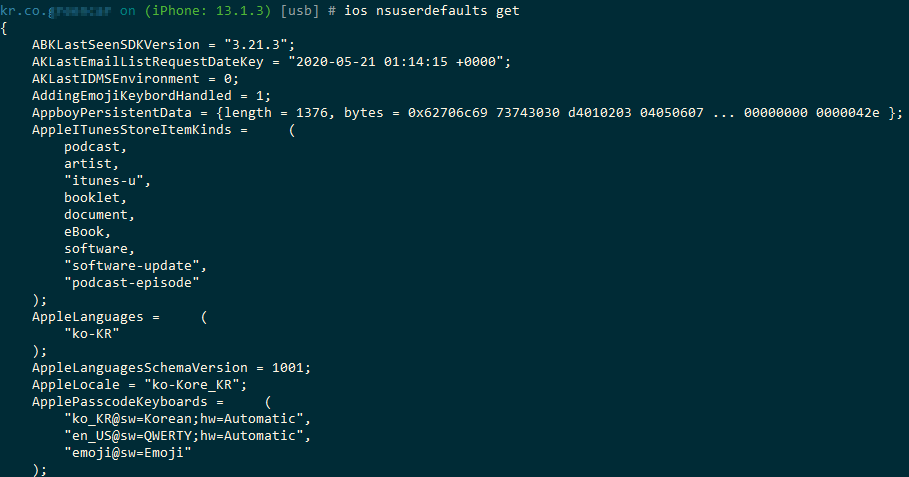 kr.co.g on (iPhone: 13.1.3) [usb] # ios nsuserdefaults get
{
    ABKLastSeenSDKVersion = "3.21.3";
    AKLastEmailListRequestDateKey = "2020-05-21 01:14:15 +0000";
    AKLastIDMSEnvironment = 0;
    AddingEmojiKeybordHandled = 1;
    AppboyPersistentData = {length = 1376, bytes = 0x62706c69 73743030 d4010203 04050607 ... 00000000 0000042e };
    AppleITunesStoreItemKinds =     (
        podcast,
        artist,
        "itunes-u",
        booklet,
        document,
        eBook,
        software,
        "software-update",
        "podcast-episode"
    );
    AppleLanguages =     (
        "ko-KR"
    );
    AppleLanguagesSchemaVersion = 1001;
    AppleLocale = "ko-Kore_KR";
    ApplePasscodeKeyboards =     (
        "ko_KR@sw=Korean;hw=Automatic",
        "en_US@sw=QWERTY;hw=Automatic",
        "emoji@sw=Emoji"
    );